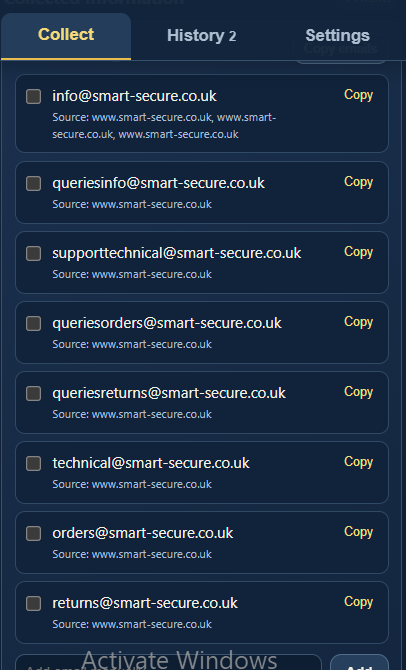 Collected Information
Collect
History 2
Settings
Copy emails
info@smart-secure.co.uk
Copy
Source: www.smart-secure.co.uk, www.smart-
secure.co.uk, www.smart-secure.co.uk
queriesinfo@smart-secure.co.uk
Copy
Source: www.smart-secure.co.uk
supporttechnical@smart-secure.co.uk
Copy
Source: www.smart-secure.co.uk
queriesorders@smart-secure.co.uk
Copy
Source: www.smart-secure.co.uk
queriesreturns@smart-secure.co.uk
Copy
Source: www.smart-secure.co.uk
technical@smart-secure.co.uk
Copy
Source: www.smart-secure.co.uk
orders@smart-secure.co.uk
Copy
Source: www.smart-secure.co.uk
returns@smart-secure.co.uk
Copy
Source: www.smart-secure.co.uk
Activate Windows
Add